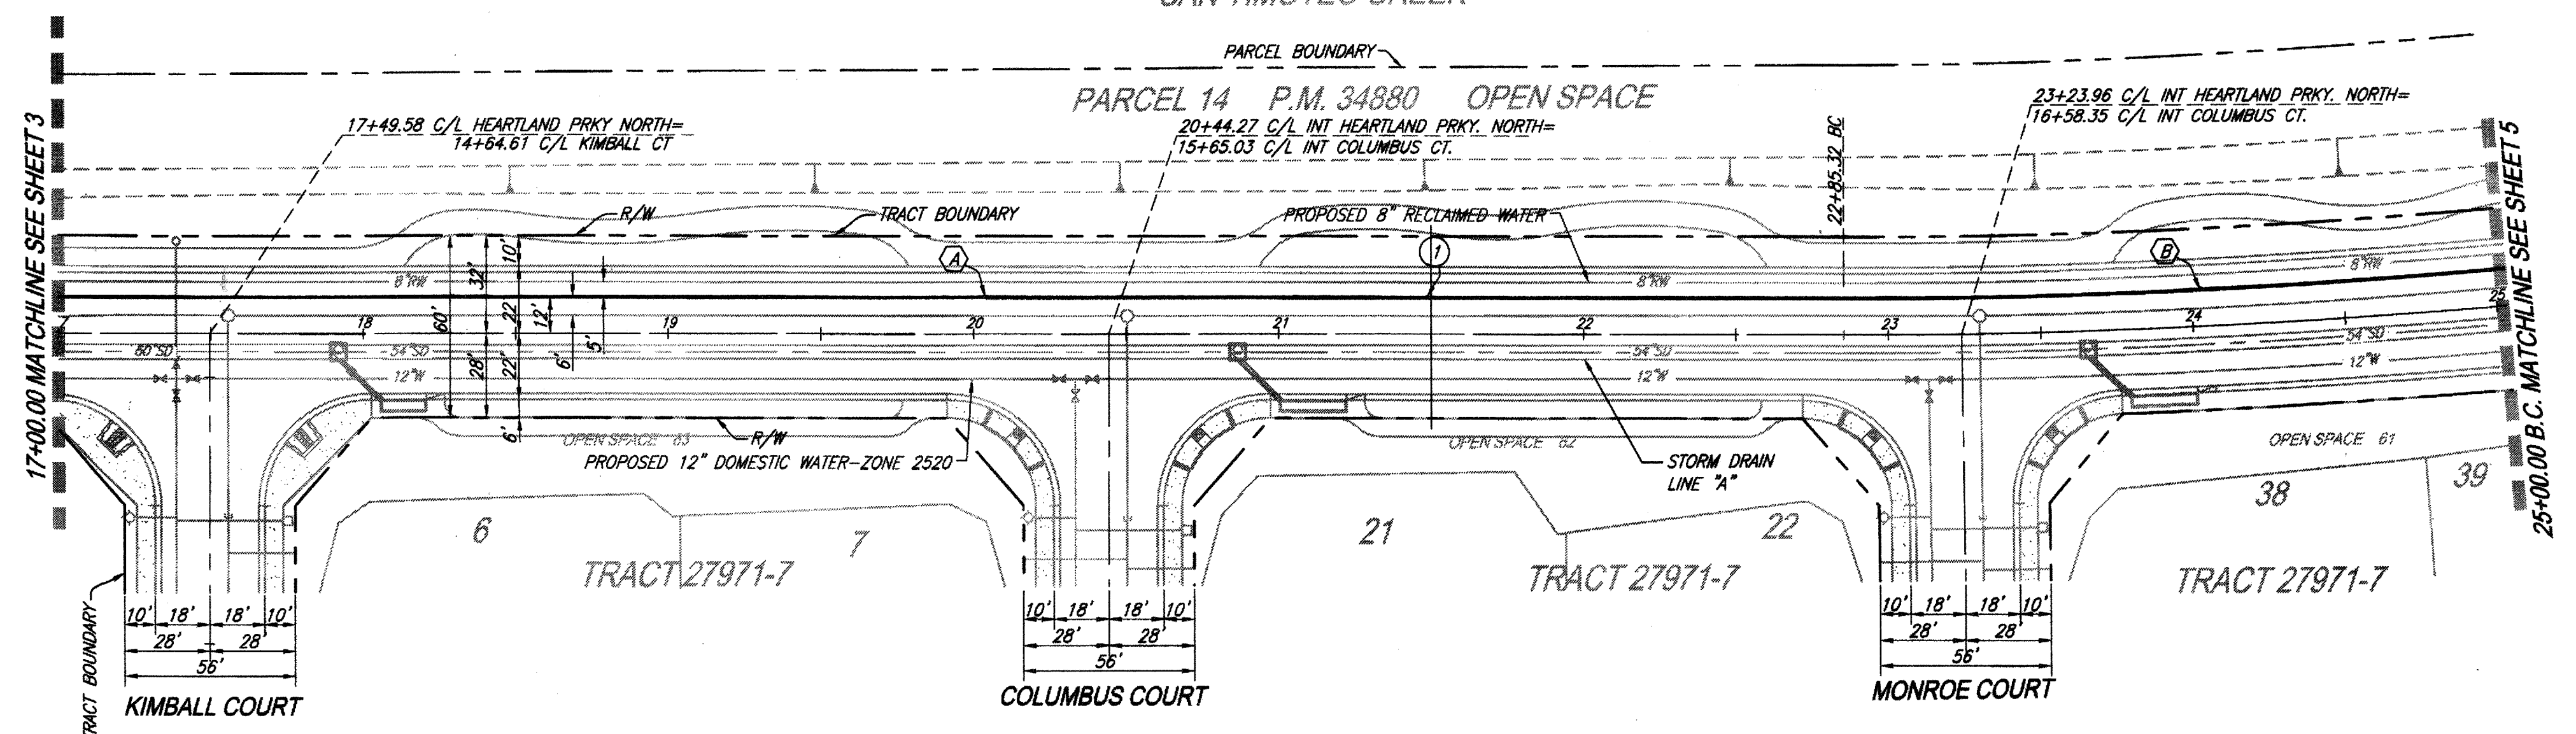 PARCEL BOUNDARY
PARCEL 14 P.M. 34880 OPEN SPACE
17+49.58 C/L HEARTLAND PRKY NORTH=
14+64.61 C/L KIMBALL CT
20+44.27 C/L INT HEARTLAND PRKY. NORTH=
15+65.03 C/L INT COLUMBUS CT.
23+23.96 C/L INT HEARTLAND PRKY. NORTH=
16+58.35 C/L INT COLUMBUS CT.
22+85.32 BC
17+00.00 MATCHLINE SEE SHEET 3
25+00.00 B.C. MATCHLINE SEE SHEET 5
R/W
TRACT BOUNDARY
PROPOSED 8" RECLAIMED WATER
A
1
B
8"RW
8"RW
8"RW
10'
32'
60'
22'
12'
5'
6'
28'
22'
6'
18
19
20
21
22
23
24
25
60"SD
54"SD
54"SD
54"SD
12"W
12"W
12"W
OPEN SPACE 63
R/W
OPEN SPACE 62
OPEN SPACE 61
PROPOSED 12" DOMESTIC WATER-ZONE 2520
STORM DRAIN
LINE "A"
6
7
21
22
38
39
TRACT 27971-7
TRACT 27971-7
TRACT 27971-7
TRACT BOUNDARY
10' 18' 18' 10'
28' 28'
56'
KIMBALL COURT
10' 18' 18' 10'
28' 28'
56'
COLUMBUS COURT
10' 18' 18' 10'
28' 28'
56'
MONROE COURT